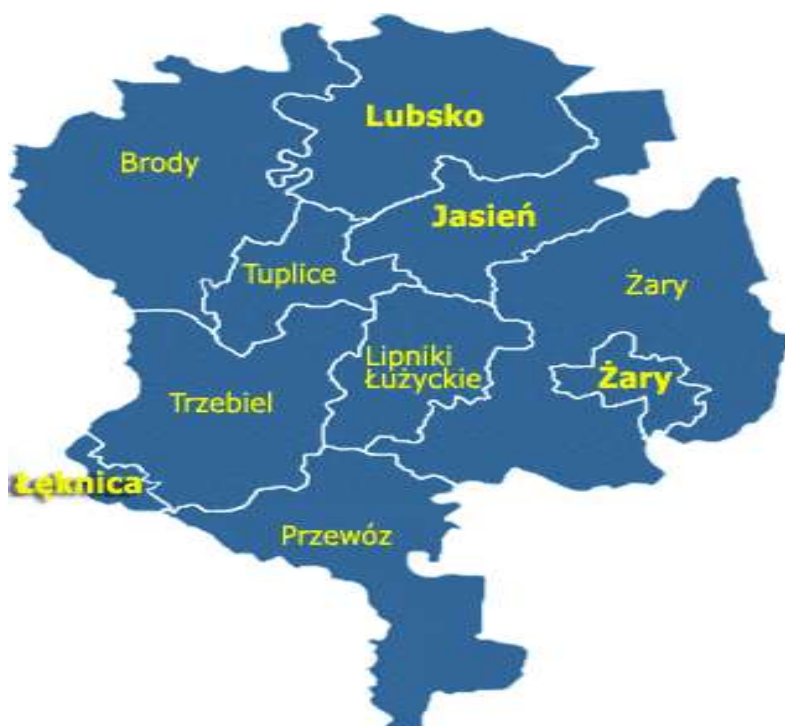 Lubsko
Brody
Jasień
Tuplice
Żary
Lipniki
Łużyckie
Żary
Trzebiel
Łęknica
Przewóz